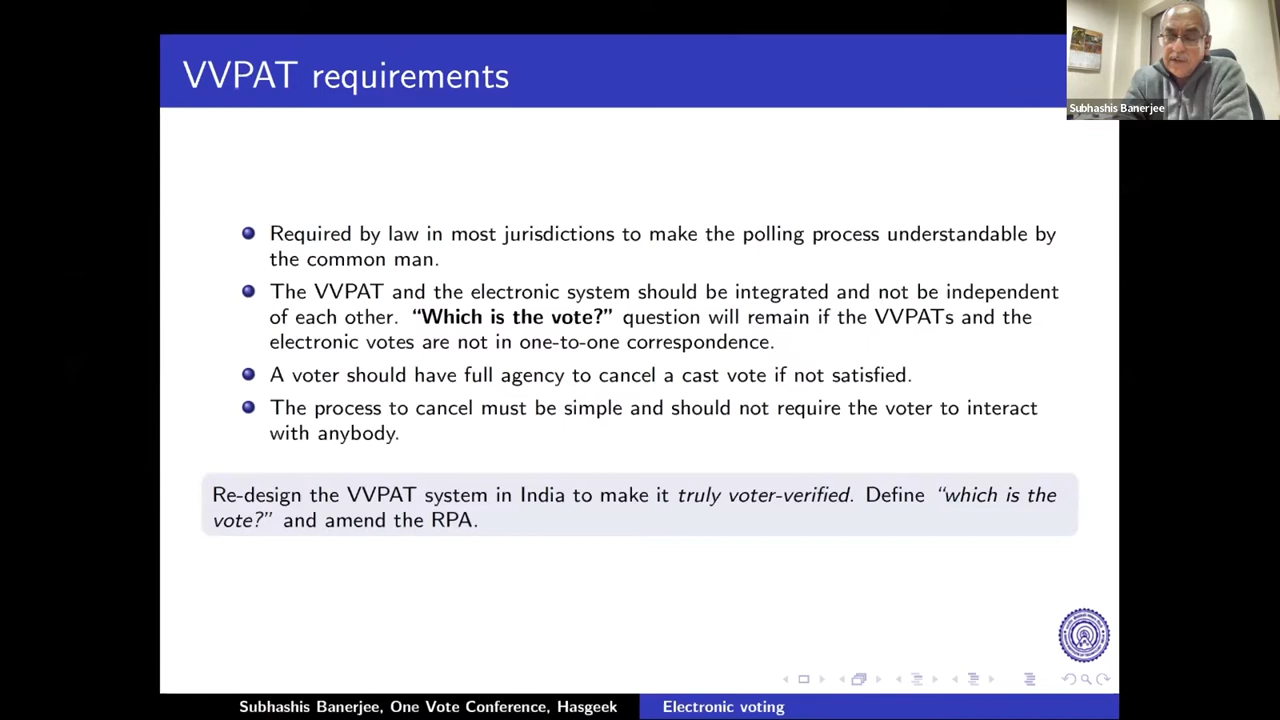 VVPAT requirements
Subhashis Banerjee
Required by law in most jurisdictions to make the polling process understandable by
the common man.
The VVPAT and the electronic system should be integrated and not be independent
of each other. “Which is the vote?” question will remain if the VVPATs and the
electronic votes are not in one-to-one correspondence.
A voter should have full agency to cancel a cast vote if not satisfied.
The process to cancel must be simple and should not require the voter to interact
with anybody.
Re-design the VVPAT system in India to make it truly voter-verified. Define “which is the
vote?” and amend the RPA.
Subhashis Banerjee, One Vote Conference, Hasgeek
Electronic voting